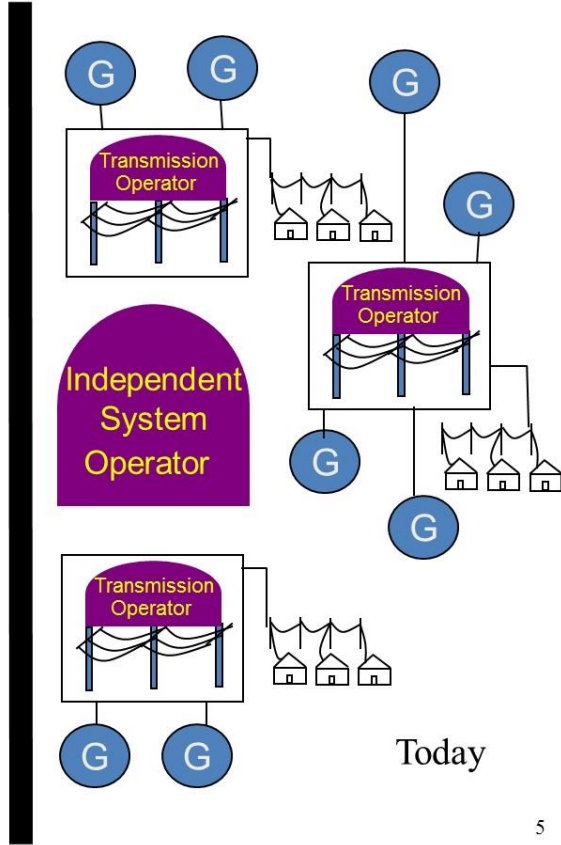 G
G
G
Transmission
Operator
G
Transmission
Operator
Independent
System
Operator
G
G
Transmission
Operator
G
G
Today
5